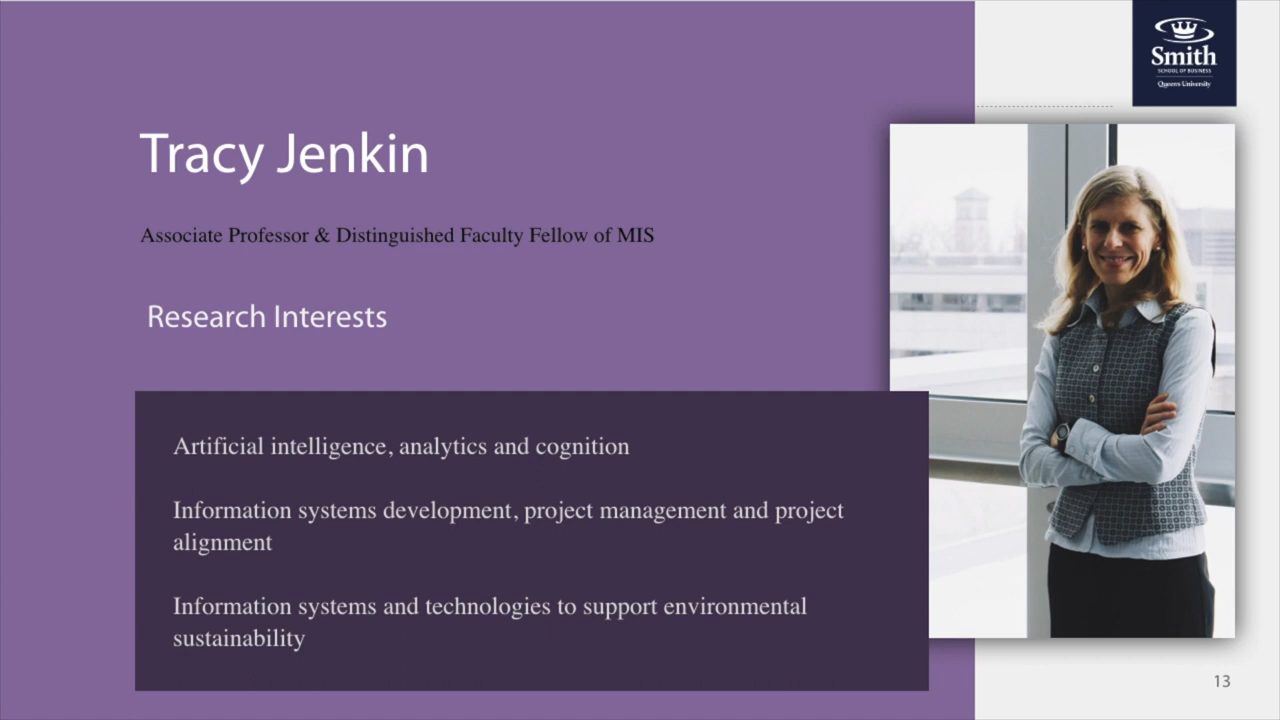 Smith
SCHOOL OF BUSINESS
Queen's University
Tracy Jenkin
Associate Professor & Distinguished Faculty Fellow of MIS
Research Interests
Artificial intelligence, analytics and cognition
Information systems development, project management and project
alignment
Information systems and technologies to support environmental
sustainability
13